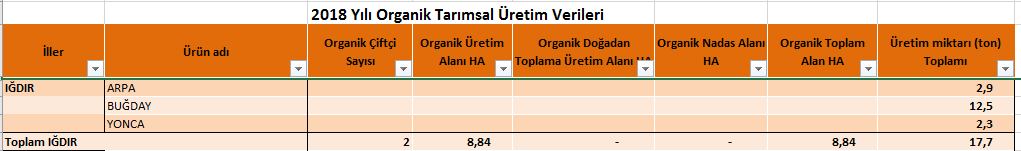 2018 Yılı Organik Tarımsal Üretim Verileri
İller Ürün adı Organik Çiftçi Sayısı Organik Üretim Alanı HA Organik Doğadan Toplama Üretim Alanı HA Organik Nadas Alanı HA Organik Toplam Alan HA Üretim miktarı (ton) Toplamı
IĞDIR ARPA 2,9
BUĞDAY 12,5
YONCA 2,3
Toplam IĞDIR 2 8,84 - - 8,84 17,7